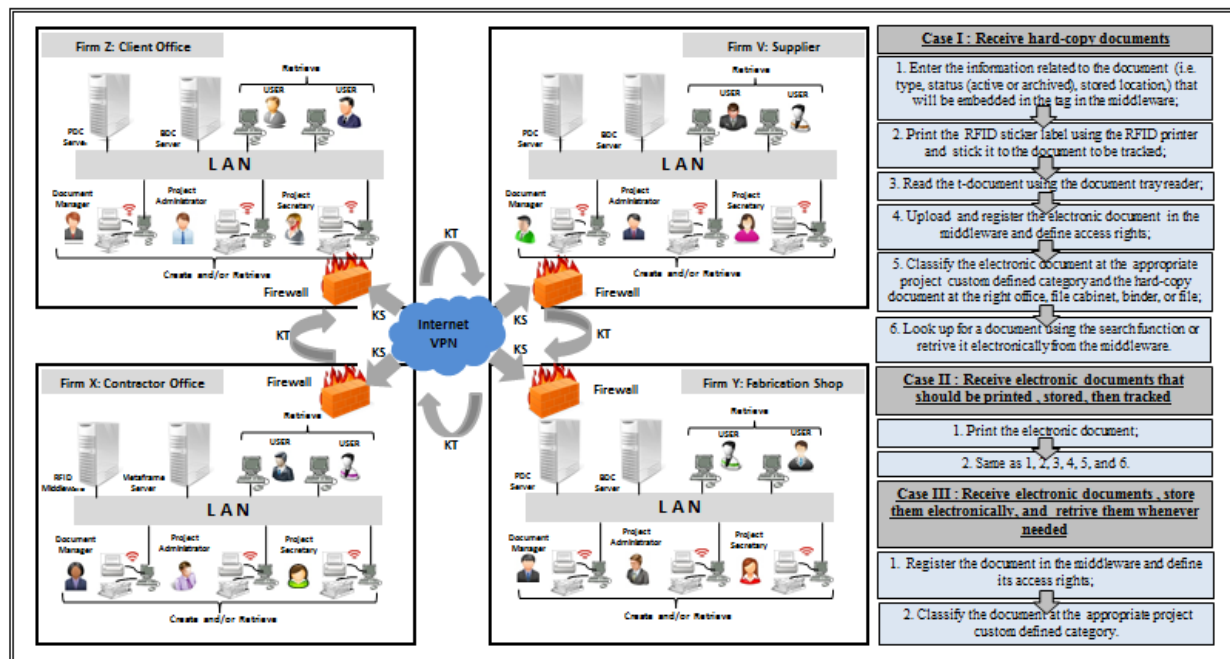 Firm Z: Client Office
Retrieve
USER
USER
PDC
Server
BDC
Server
LAN
Document
Manager
Project
Administrator
Project
Secretary
Create and/or Retrieve
Firewall
Firm V: Supplier
Retrieve
USER
USER
PDC
Server
BDC
Server
LAN
Document
Manager
Project
Administrator
Project
Secretary
Create and/or Retrieve
Firewall
KT
KS
KS
KT
Internet
VPN
KT
KS
KS
KT
Firm X: Contractor Office
Firewall
Retrieve
USER
USER
RFID
Middleware
Metaframe
Server
LAN
Document
Manager
Project
Administrator
Project
Secretary
Create and/or Retrieve
Firm Y: Fabrication Shop
Firewall
Retrieve
USER
USER
PDC
Server
BDC
Server
LAN
Document
Manager
Project
Administrator
Project
Secretary
Create and/or Retrieve
Case I : Receive hard-copy documents
1. Enter the information related to the document (i.e.
type, status (active or archived), stored location,) that
will be embedded in the tag in the middleware;
2. Print the RFID sticker label using the RFID printer
and stick it to the document to be tracked;
3. Read the t-document using the document tray reader;
4. Upload and register the electronic document in the
middleware and define access rights;
5. Classify the electronic document at the appropriate
project custom defined category and the hard-copy
document at the right office, file cabinet, binder, or file;
6. Look up for a document using the search function or
retrive it electronically from the middleware.
Case II : Receive electronic documents that
should be printed , stored, then tracked
1. Print the electronic document;
2. Same as 1, 2, 3, 4, 5, and 6.
Case III : Receive electronic documents , store
them electronically, and retrive them whenever
needed
1. Register the document in the middleware and define
its access rights;
2. Classify the document at the appropriate project
custom defined category.